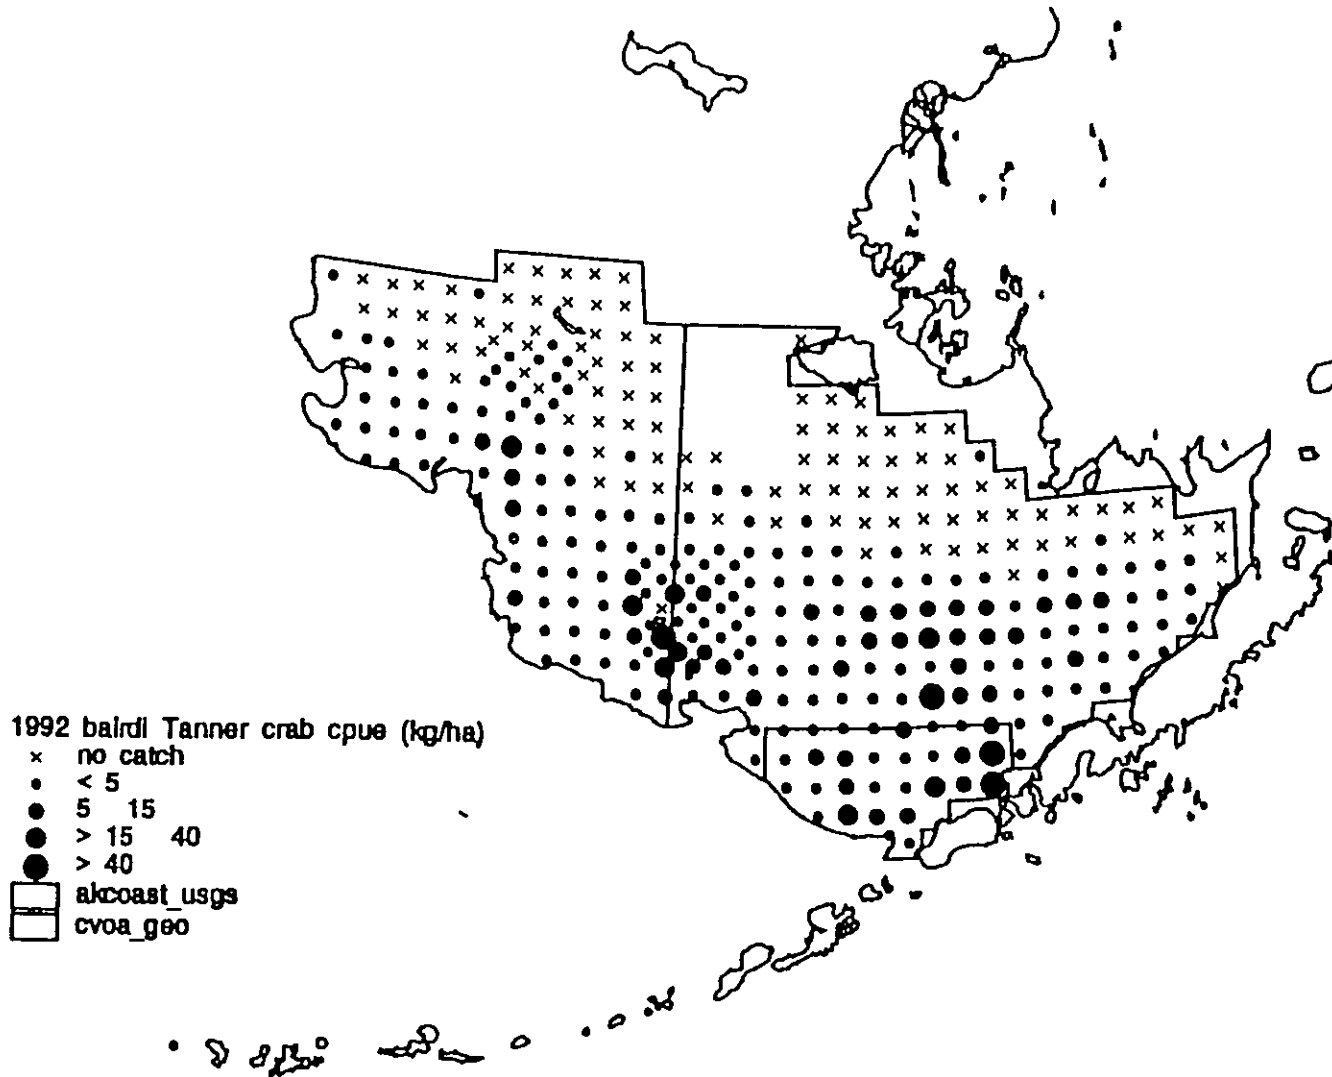 1992 bairdi Tanner crab cpue (kg/ha)
× no catch
< 5
5 15
> 15 40
> 40
akcoast_usgs
cvoa_geo